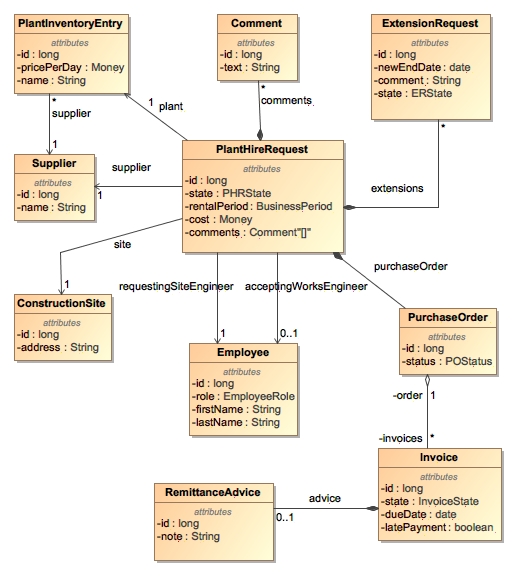 PlantInventoryEntry
attributes
-id : long
-pricePerDay : Money
-name : String
Comment
attributes
-id : long
-text : String
ExtensionRequest
attributes
-id : long
-newEndDate : date
-comment : String
-state : ERState
*
supplier
1
1 plant
*
comments
*
Supplier
attributes
-id : long
-name : String
supplier
1
PlantHireRequest
attributes
-id : long
-state : PHRState
-rentalPeriod : BusinessPeriod
-cost : Money
-comments : Comment"[]"
extensions
site
1
requestingSiteEngineer
1
acceptingWorksEngineer
0..1
purchaseOrder
ConstructionSite
attributes
-id : long
-address : String
Employee
attributes
-id : long
-role : EmployeeRole
-firstName : String
-lastName : String
PurchaseOrder
attributes
-id : long
-status : POStatus
-order 1
-invoices *
Invoice
attributes
-id : long
-state : InvoiceState
-dueDate : date
-latePayment : boolean
RemittanceAdvice
attributes
-id : long
-note : String
advice
0..1